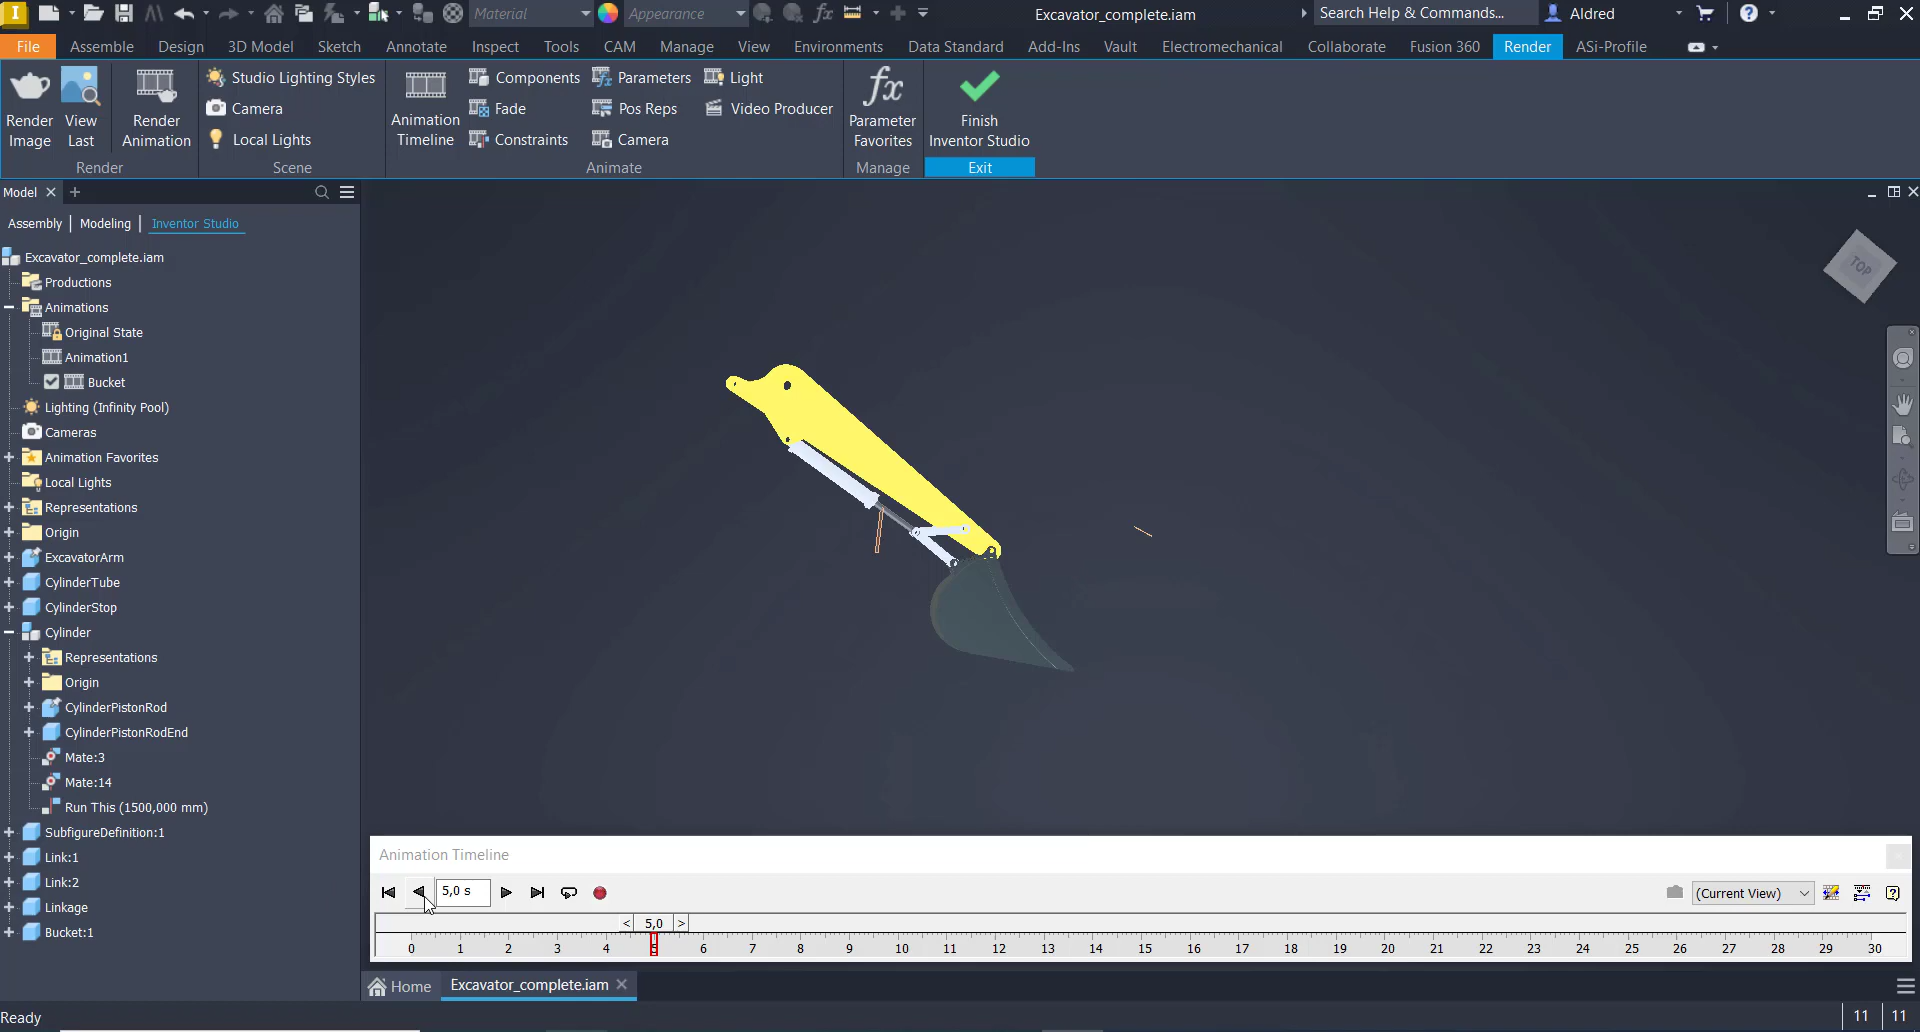 I Material Appearance fx Excavator_complete.iam Search Help & Commands... Aldred ?
File Assemble Design 3D Model Sketch Annotate Inspect Tools CAM Manage View Environments Data Standard Add-Ins Vault Electromechanical Collaborate Fusion 360 Render ASi-Profile
Render Image
View Last
Render Animation
Studio Lighting Styles
Camera
Local Lights
Animation Timeline
Components
Fade
Constraints
Parameters
Pos Reps
Camera
Light
Video Producer
fx
Parameter Favorites
Finish Inventor Studio
Render Scene Animate Manage Exit
Model
Assembly Modeling Inventor Studio
Excavator_complete.iam
Productions
Animations
Original State
Animation1
Bucket
Lighting (Infinity Pool)
Cameras
Animation Favorites
Local Lights
Representations
Origin
ExcavatorArm
CylinderTube
CylinderStop
Cylinder
Representations
Origin
CylinderPistonRod
CylinderPistonRodEnd
Mate:3
Mate:14
Run This (1500,000 mm)
SubfigureDefinition:1
Link:1
Link:2
Linkage
Bucket:1
TOP
Animation Timeline
5,0 s
(Current View)
< 5,0 >
0 1 2 3 4 5 6 7 8 9 10 11 12 13 14 15 16 17 18 19 20 21 22 23 24 25 26 27 28 29 30
Home Excavator_complete.iam
Ready 11 11